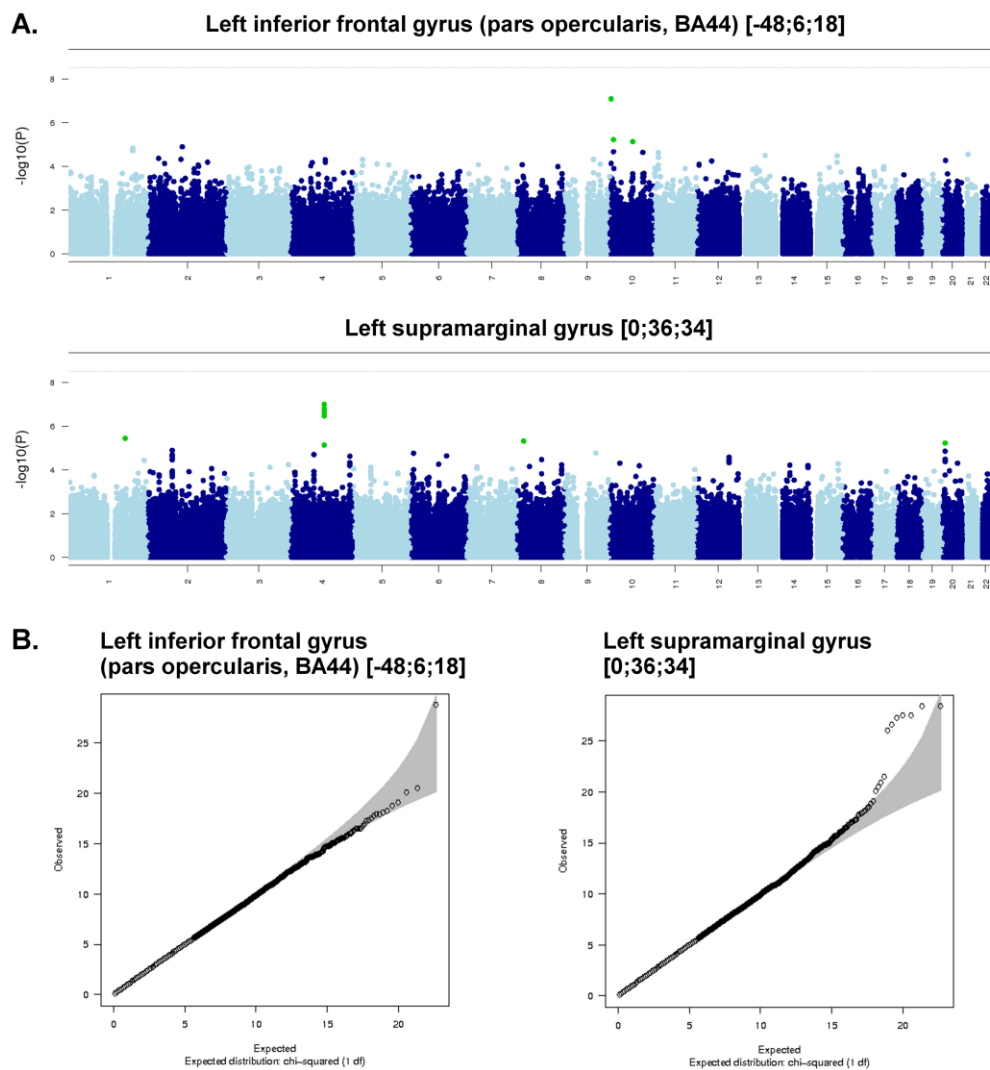 A.
Left inferior frontal gyrus (pars opercularis, BA44) [-48;6;18]
-log10(P)
8
6
4
2
0
1 2 3 4 5 6 7 8 9 10 11 12 13 14 15 16 17 18 19 20 21 22
Left supramarginal gyrus [0;36;34]
-log10(P)
8
6
4
2
0
1 2 3 4 5 6 7 8 9 10 11 12 13 14 15 16 17 18 19 20 21 22
B.
Left inferior frontal gyrus
(pars opercularis, BA44) [-48;6;18]
Observed
25
20
15
10
5
0
0 5 10 15 20
Expected
Expected distribution: chi-squared (1 df)
Left supramarginal gyrus
[0;36;34]
Observed
25
20
15
10
5
0
0 5 10 15 20
Expected
Expected distribution: chi-squared (1 df)